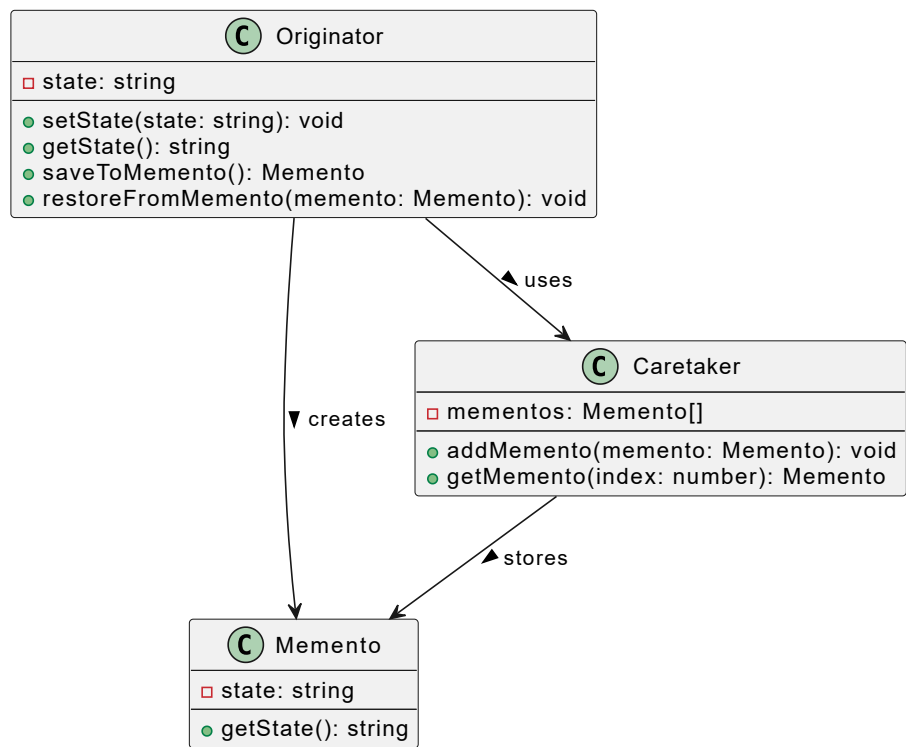 C Originator
state: string
setState(state: string): void
getState(): string
saveToMemento(): Memento
restoreFromMemento(memento: Memento): void
uses
C Caretaker
mementos: Memento[]
addMemento(memento: Memento): void
getMemento(index: number): Memento
creates
stores
C Memento
state: string
getState(): string